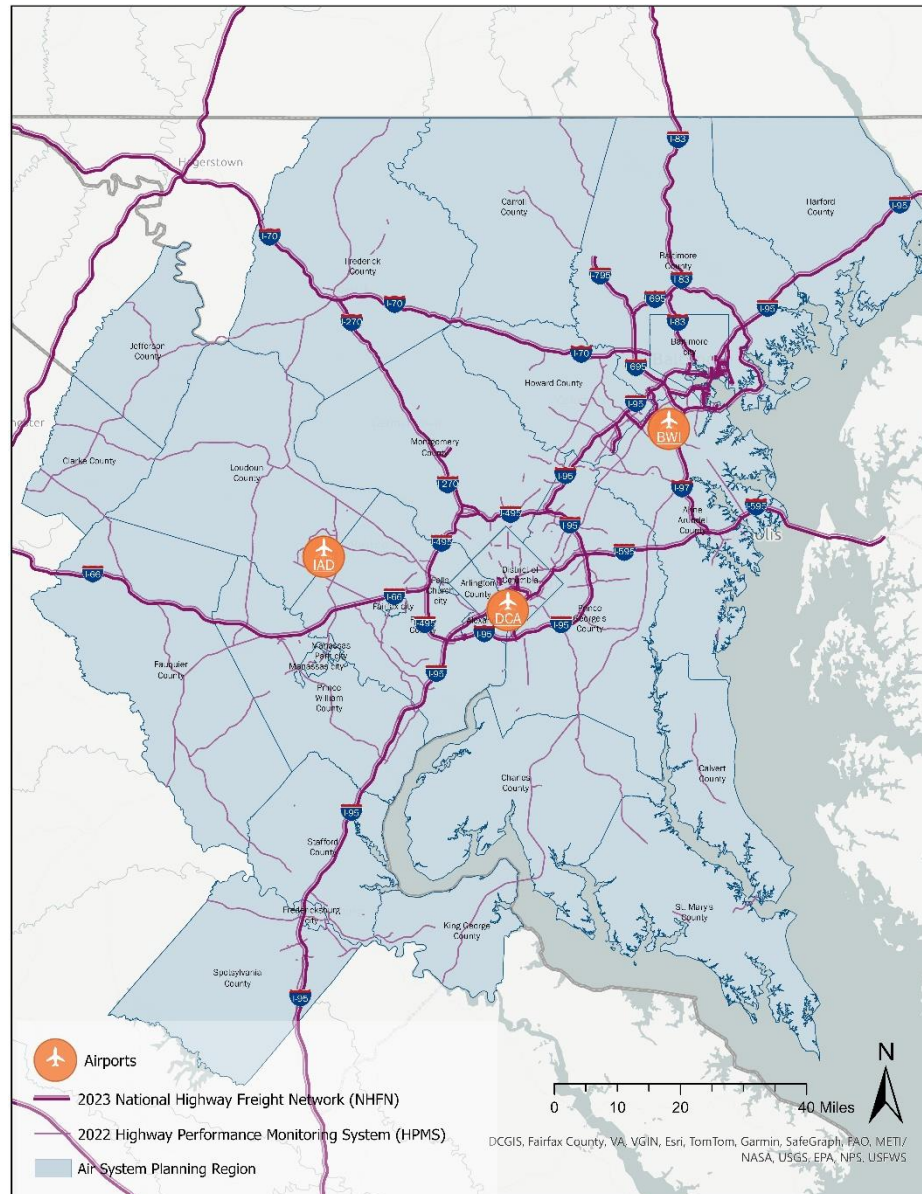 I-83
Hagerstown
Carroll
County
Harford
County
I-95
I-70
Frederick
County
Baltimore
County
I-795
I-83
I-695
I-70
I-95
I-270
I-83
Baltimore
city
Jefferson
County
I-70
I-695
Howard County
I-95
BWI
Montgomery
County
Clarke County
Loudoun
County
I-95
I-270
I-97
I-595
I-495
Anne
Arundel
County
I-95
I-495
I-595
IAD
I-66
District of
Columbia
Arlington
County
Falls
Church
city
I-66
Fairfax city
DCA
Prince
George's
County
I-495
I-95
I-95
Manassas
Park city
Manassas city
I-95
Fauquier
County
Prince
William
County
Calvert
County
Charles
County
I-95
Stafford
County
St. Mary's
County
Fredericksburg
city
King George
County
Spotsylvania
County
I-95
Airports
2023 National Highway Freight Network (NHFN)
2022 Highway Performance Monitoring System (HPMS)
Air System Planning Region
N
0 10 20 40 Miles
DCGIS, Fairfax County, VA, VGIN, Esri, TomTom, Garmin, SafeGraph, FAO, METI/
NASA, USGS, EPA, NPS, USFWS